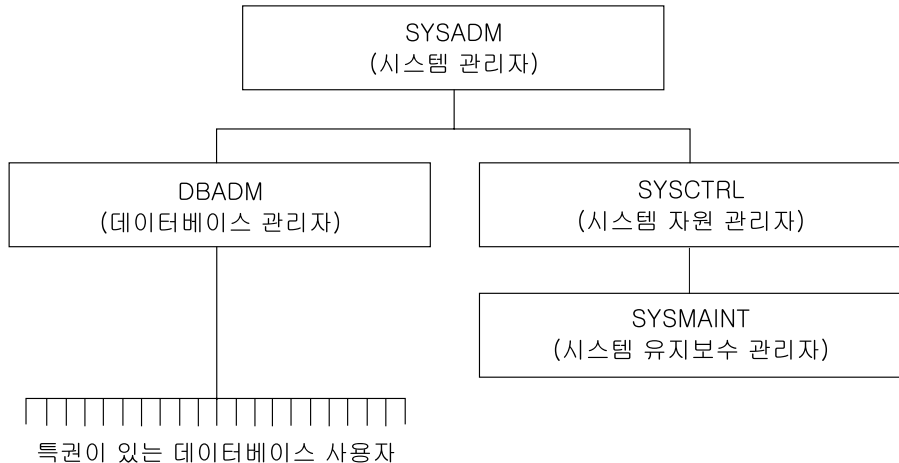 SYSADM
(시스템 관리자)
DBADM
(데이터베이스 관리자)
SYSCTRL
(시스템 자원 관리자)
SYSMAINT
(시스템 유지보수 관리자)
특권이 있는 데이터베이스 사용자